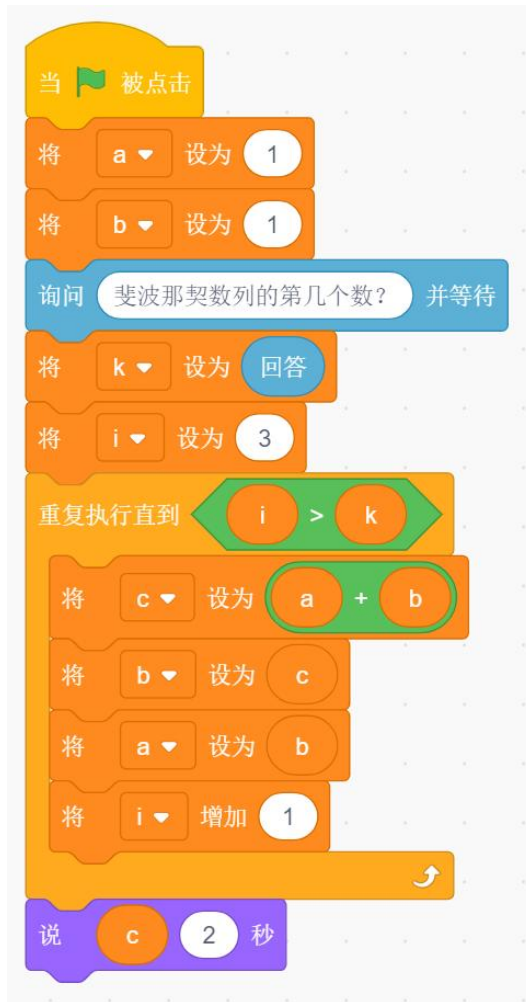 当 被点击
将 a 设为 1
将 b 设为 1
询问 斐波那契数列的第几个数? 并等待
将 k 设为 回答
将 i 设为 3
重复执行直到 i > k
将 c 设为 a + b
将 b 设为 c
将 a 设为 b
将 i 增加 1
说 c 2 秒